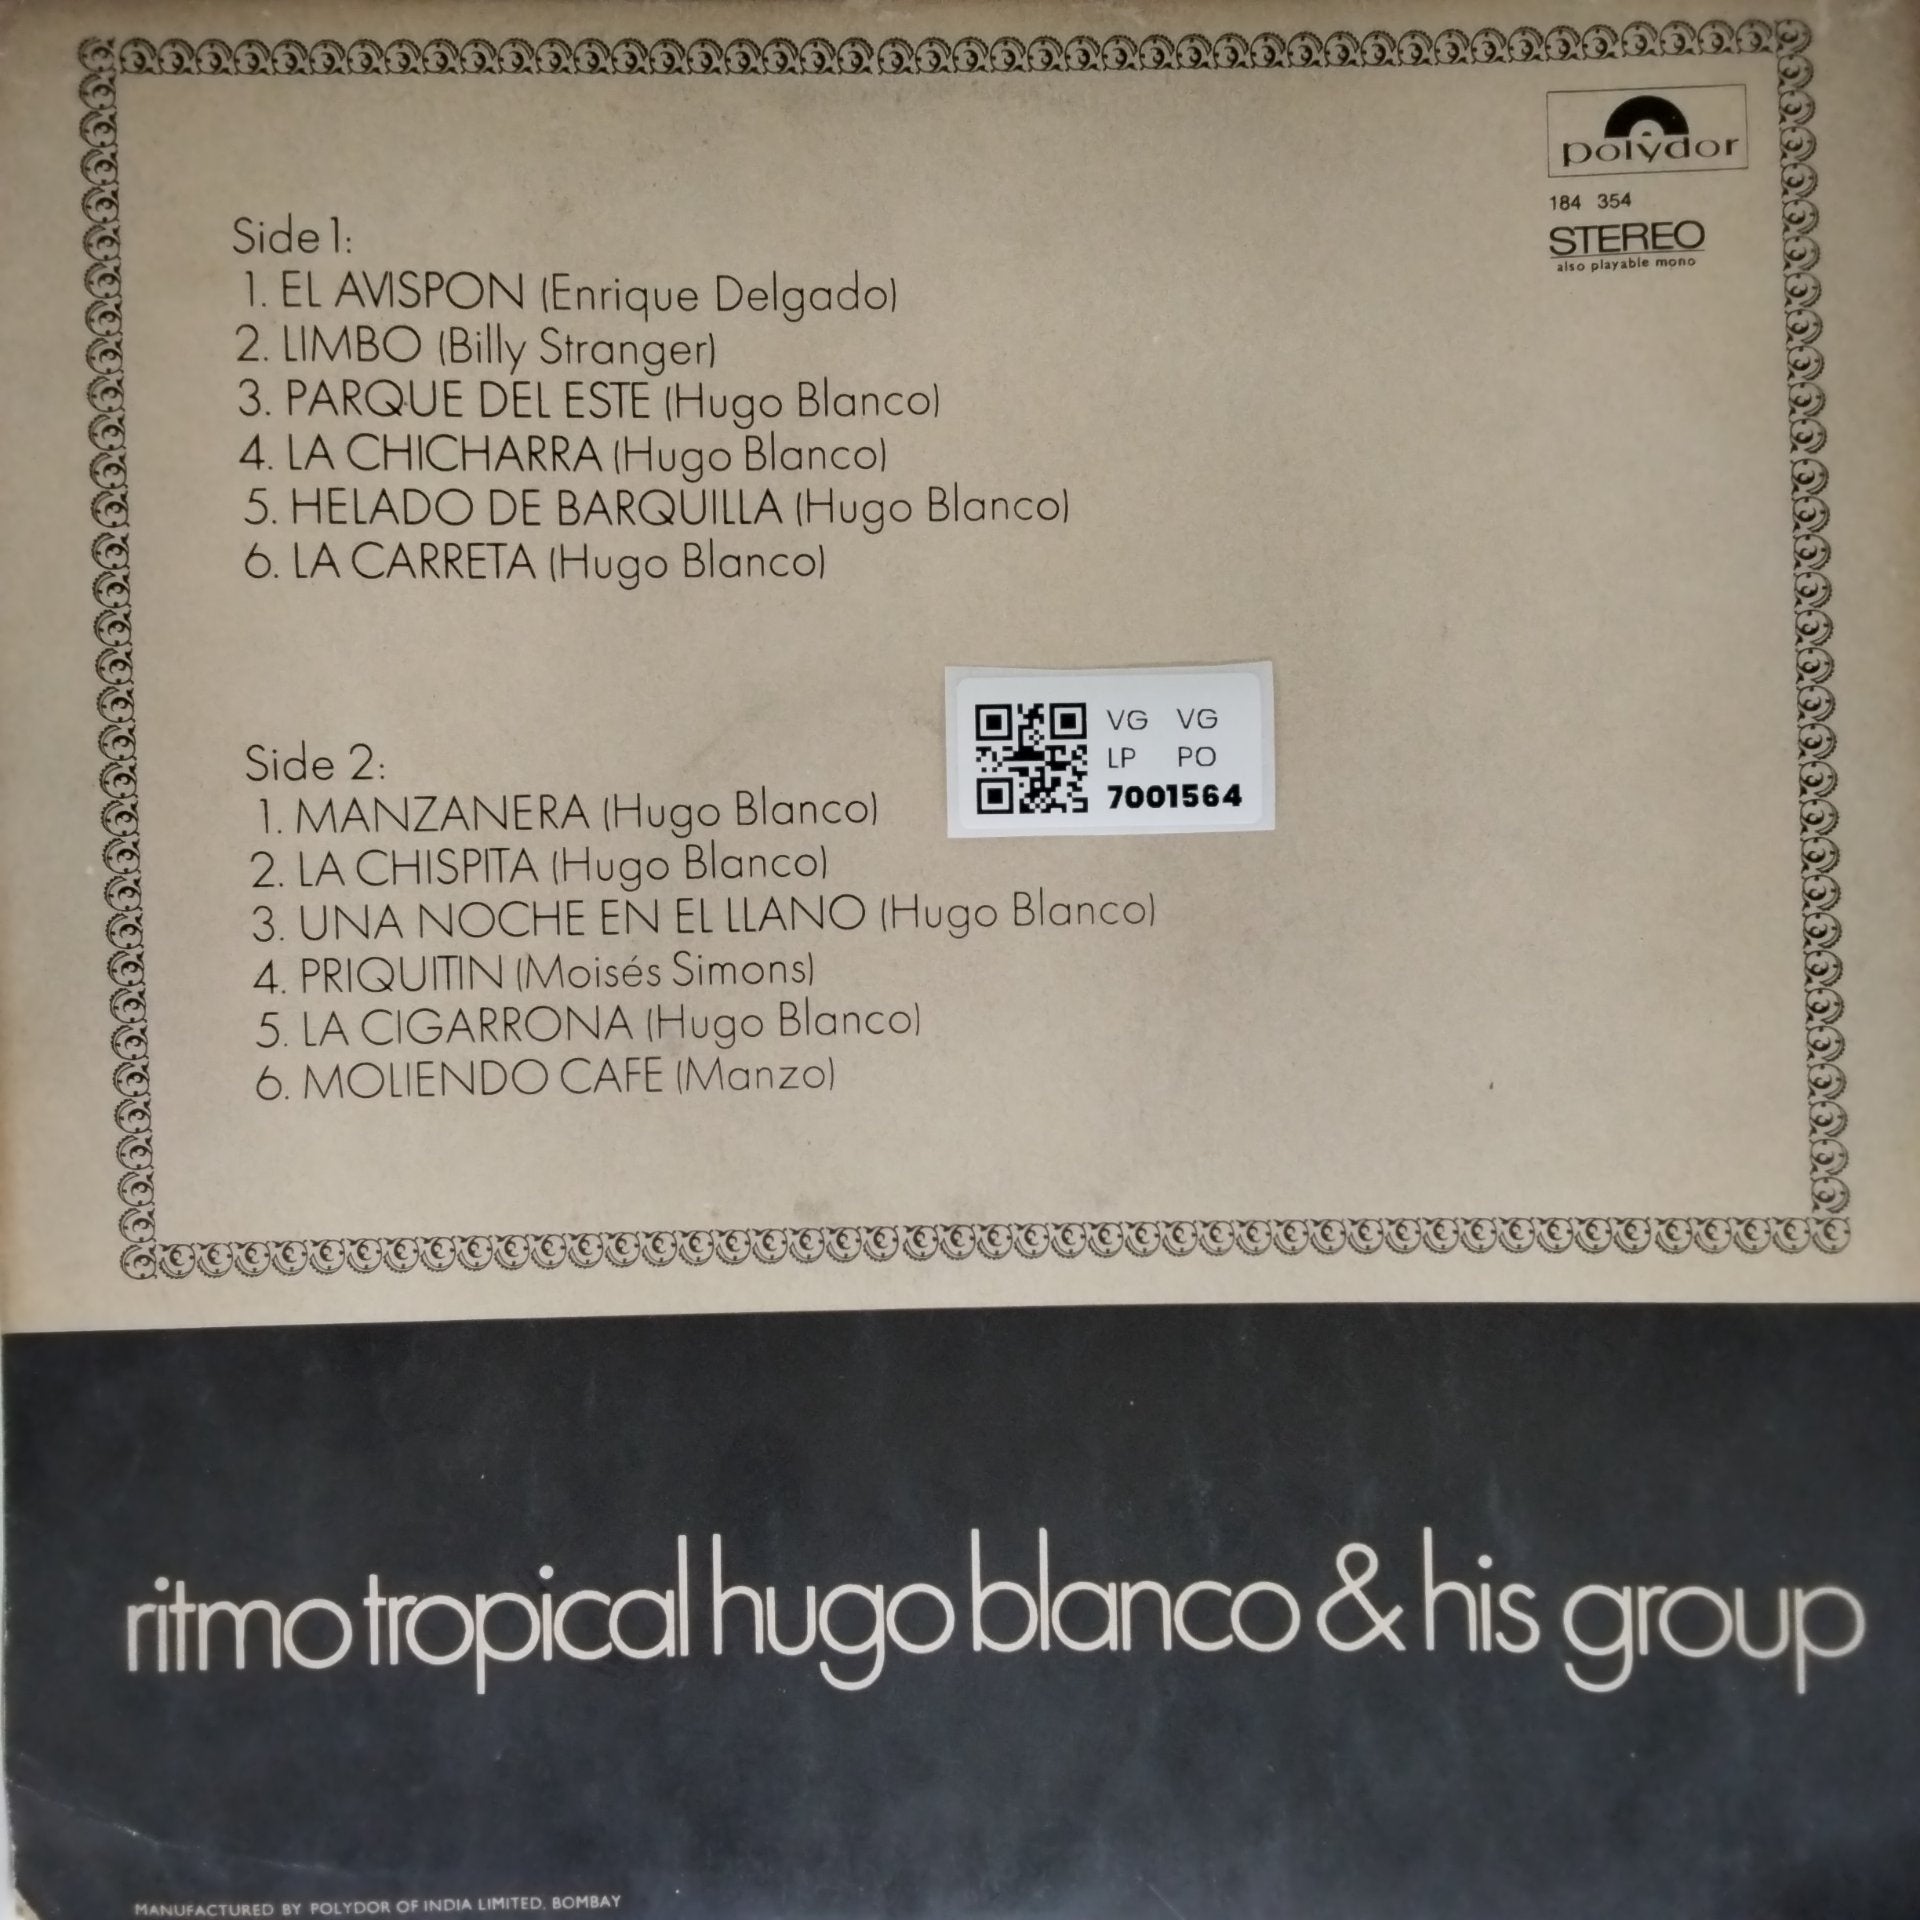 polydor
184 354
STEREO
also playable mono
Side 1:
1. EL AVISPON (Enrique Delgado)
2. LIMBO (Billy Stranger)
3. PARQUE DEL ESTE (Hugo Blanco)
4. LA CHICHARRA (Hugo Blanco)
5. HELADO DE BARQUILLA (Hugo Blanco)
6. LA CARRETA (Hugo Blanco)
VG VG
LP PO
7001564
Side 2:
1. MANZANERA (Hugo Blanco)
2. LA CHISPITA (Hugo Blanco)
3. UNA NOCHE EN EL LLANO (Hugo Blanco)
4. PRIQUITIN (Moisés Simons)
5. LA CIGARRONA (Hugo Blanco)
6. MOLIENDO CAFE (Manzo)
ritmo tropical hugo blanco & his group
MANUFACTURED BY POLYDOR OF INDIA LIMITED, BOMBAY